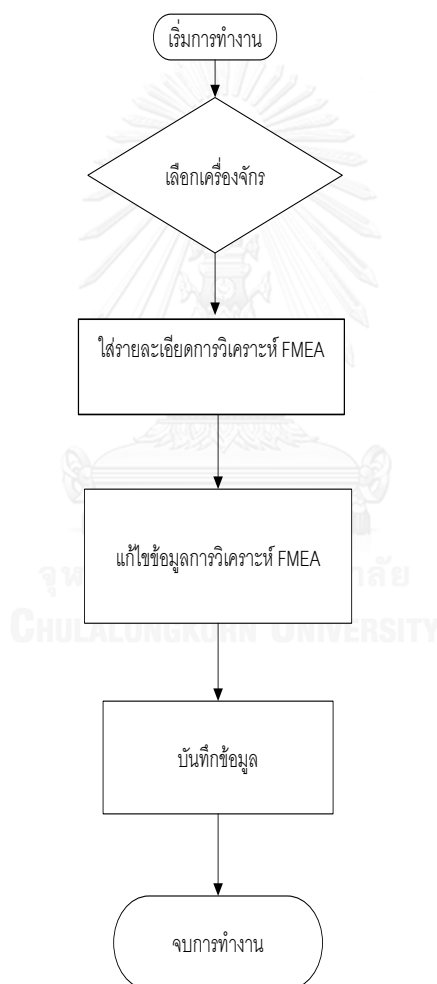 เริ่มการทำงาน
เลือกเครื่องจักร
ใส่รายละเอียดการวิเคราะห์ FMEA
แก้ไขข้อมูลการวิเคราะห์ FMEA
CHULALONGKORN UNIVERSITY
บันทึกข้อมูล
จบการทำงาน